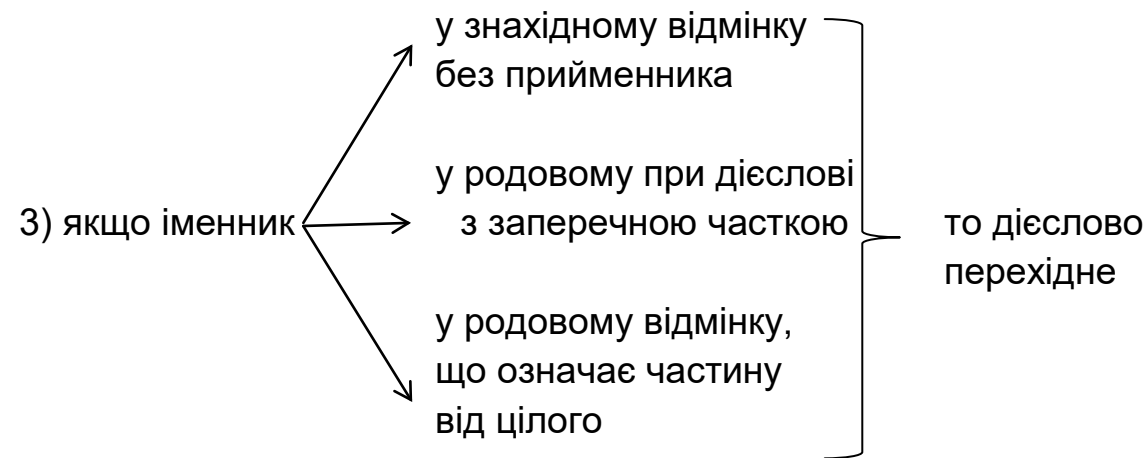 у знахідному відмінку
без прийменника
у родовому при дієслові
з заперечною часткою
3) якщо іменник
то дієслово
перехідне
у родовому відмінку,
що означає частину
від цілого